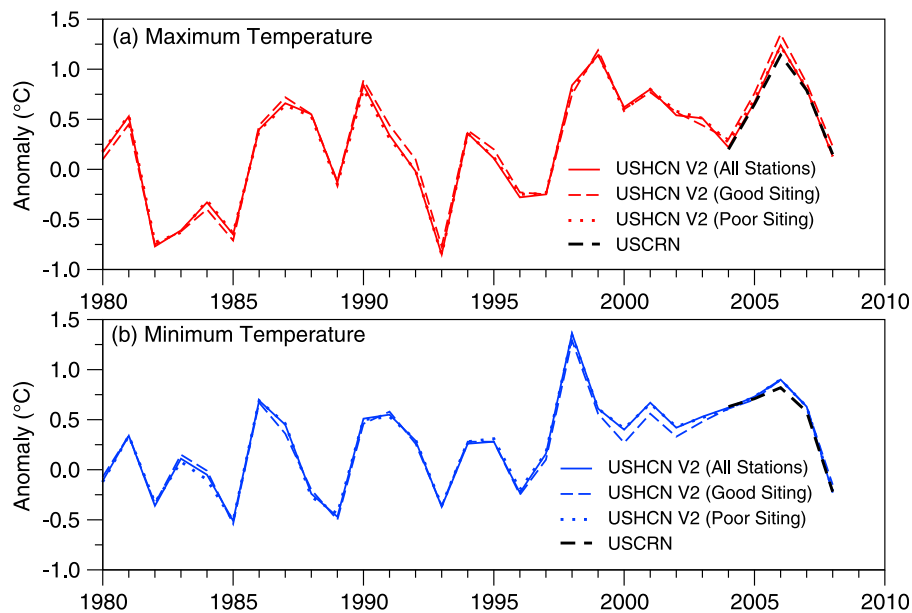 (a) Maximum Temperature
Anomaly (°C)
1.5
1.0
0.5
0.0
-0.5
-1.0
USHCN V2 (All Stations)
USHCN V2 (Good Siting)
USHCN V2 (Poor Siting)
USCRN
1980 1985 1990 1995 2000 2005 2010
(b) Minimum Temperature
Anomaly (°C)
1.5
1.0
0.5
0.0
-0.5
-1.0
USHCN V2 (All Stations)
USHCN V2 (Good Siting)
USHCN V2 (Poor Siting)
USCRN
1980 1985 1990 1995 2000 2005 2010